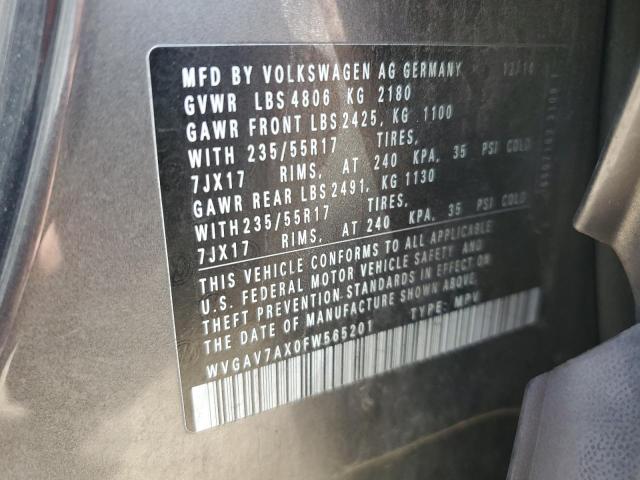 MFD BY VOLKSWAGEN AG GERMANY 12/14
GVWR LBS 4806 KG 2180
GAWR FRONT LBS 2425, KG 1100
WITH 235/55R17 TIRES,
7JX17 RIMS, AT 240 KPA, 35 PSI COLD
GAWR REAR LBS 2491, KG 1130
WITH 235/55R17 TIRES,
7JX17 RIMS, AT 240 KPA, 35 PSI COLD
THIS VEHICLE CONFORMS TO ALL APPLICABLE
U.S. FEDERAL MOTOR VEHICLE SAFETY AND
THEFT PREVENTION STANDARDS IN EFFECT ON
THE DATE OF MANUFACTURE SHOWN ABOVE.
WVGAV7AX0FW565201 TYPE: MPV